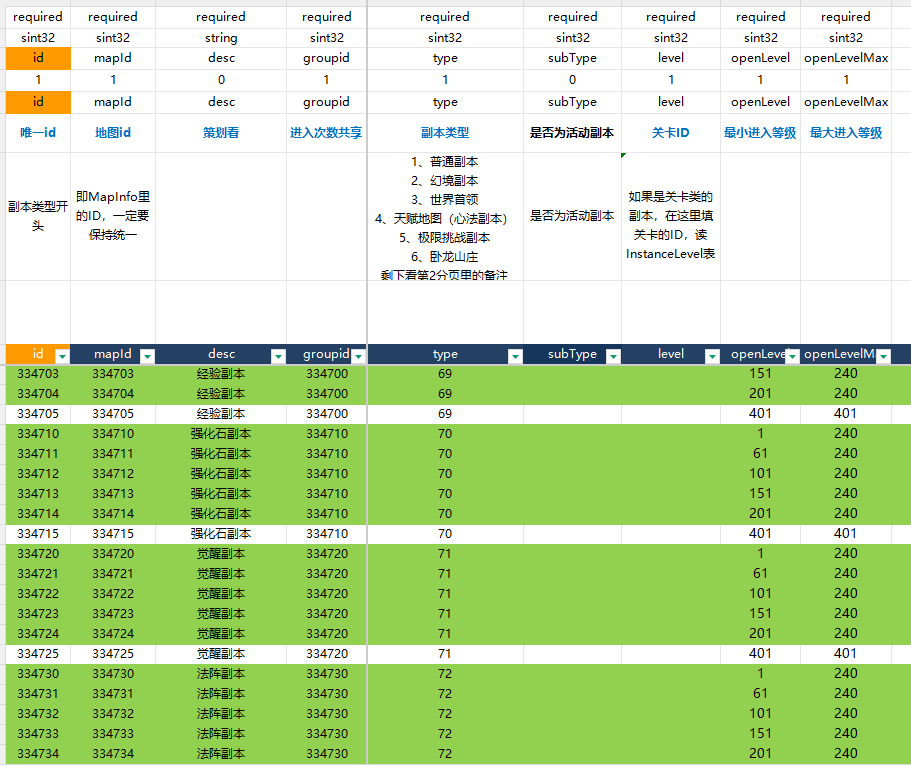 required required required required required required required required required
sint32 sint32 string sint32 sint32 sint32 sint32 sint32 sint32
id mapId desc groupid type subType level openLevel openLevelMax
1 1 0 1 1 0 1 1 1
id mapId desc groupid type subType level openLevel openLevelMax
唯一id 地图id 策划看 进入次数共享 副本类型 是否为活动副本 关卡ID 最小进入等级 最大进入等级
副本类型开
头
即MapInfo里
的ID，一定要
保持统一
1、普通副本
2、幻境副本
3、世界首领
4、天赋地图（心法副本）
5、极限挑战副本
6、卧龙山庄
剩下看第2分页里的备注
是否为活动副本
如果是关卡类的
副本，在这里填
关卡的ID，读
InstanceLevel表
id mapId desc groupid type subType level openLeve openLevelM
334703 334703 经验副本 334700 69 151 240
334704 334704 经验副本 334700 69 201 240
334705 334705 经验副本 334700 69 401 401
334710 334710 强化石副本 334710 70 1 240
334711 334711 强化石副本 334710 70 61 240
334712 334712 强化石副本 334710 70 101 240
334713 334713 强化石副本 334710 70 151 240
334714 334714 强化石副本 334710 70 201 240
334715 334715 强化石副本 334710 70 401 401
334720 334720 觉醒副本 334720 71 1 240
334721 334721 觉醒副本 334720 71 61 240
334722 334722 觉醒副本 334720 71 101 240
334723 334723 觉醒副本 334720 71 151 240
334724 334724 觉醒副本 334720 71 201 240
334725 334725 觉醒副本 334720 71 401 401
334730 334730 法阵副本 334730 72 1 240
334731 334731 法阵副本 334730 72 61 240
334732 334732 法阵副本 334730 72 101 240
334733 334733 法阵副本 334730 72 151 240
334734 334734 法阵副本 334730 72 201 240